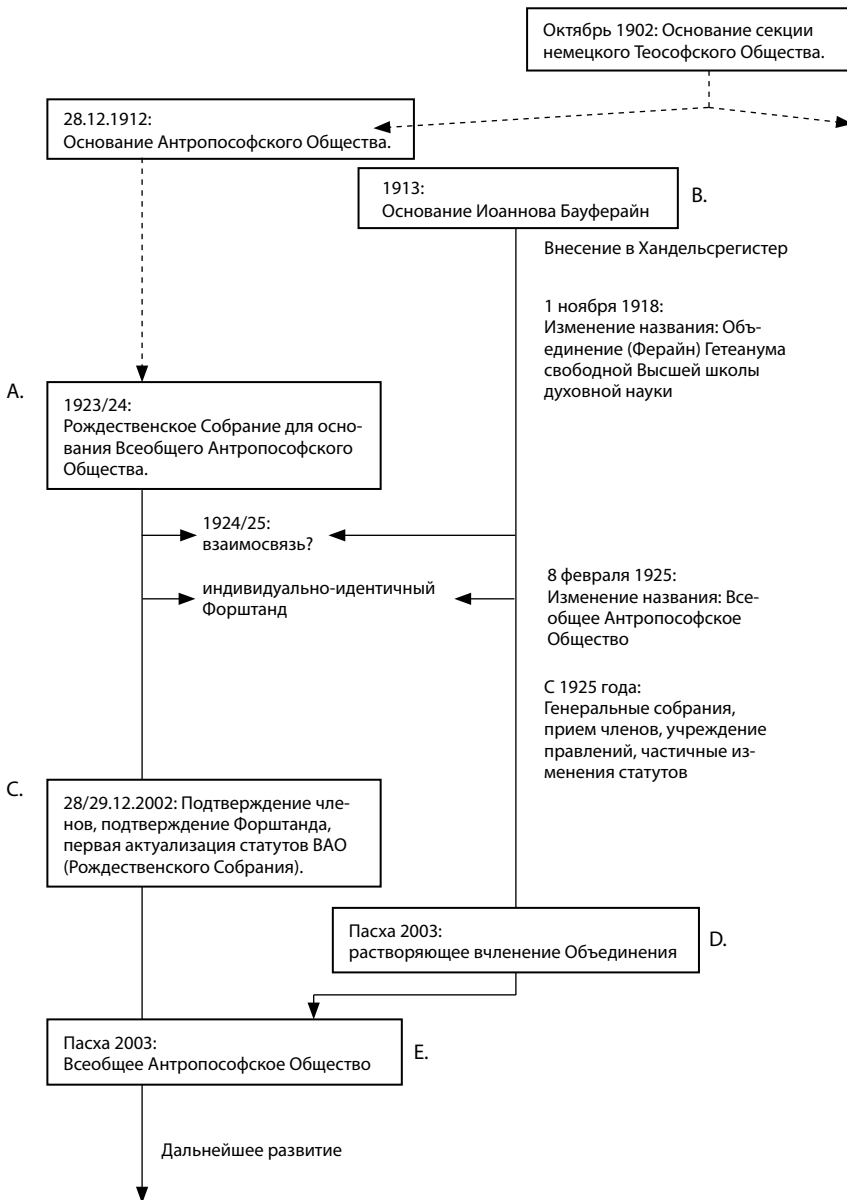 Октябрь 1902: Основание секции
немецкого Теософского Общества.
28.12.1912:
Основание Антропософского Общества.
1913:
Основание Иоаннова Бауферайн
B.
Внесение в Хандельсрегистер
1 ноября 1918:
Изменение названия: Объ-
единение (Ферайн) Гетеанума
свободной Высшей школы
духовной науки
A.
1923/24:
Рождественское Собрание для осно-
вания Всеобщего Антропософского
Общества.
1924/25:
взаимосвязь?
индивидуально-идентичный
Форштанд
8 февраля 1925:
Изменение названия: Все-
общее Антропософское
Общество
С 1925 года:
Генеральные собрания,
прием членов, учреждение
правлений, частичные из-
менения статутов
C.
28/29.12.2002: Подтверждение чле-
нов, подтверждение Форштанда,
первая актуализация статутов ВАО
(Рождественского Собрания).
Пасха 2003:
растворяющее вчленение Объединения
D.
Пасха 2003:
Всеобщее Антропософское Общество
E.
Дальнейшее развитие